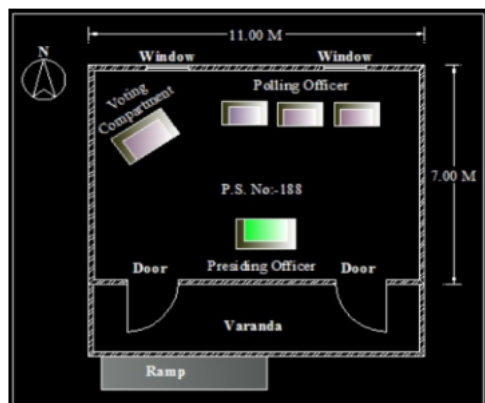 11.00 M
N
Window
Window
Voting
Compartment
Polling Officer
7.00 M
P.S. No:-188
Door
Presiding Officer
Door
Varanda
Ramp